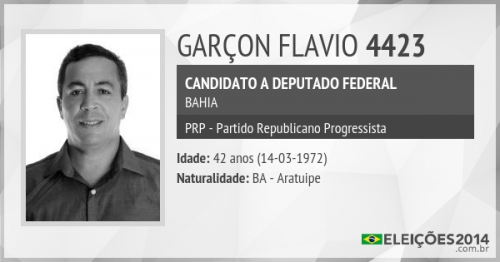 GARÇON FLAVIO 4423
CANDIDATO A DEPUTADO FEDERAL
BAHIA
PRP - Partido Republicano Progressista
Idade: 42 anos (14-03-1972)
Naturalidade: BA - Aratuipe
ELEIÇÕES2014
.com.br